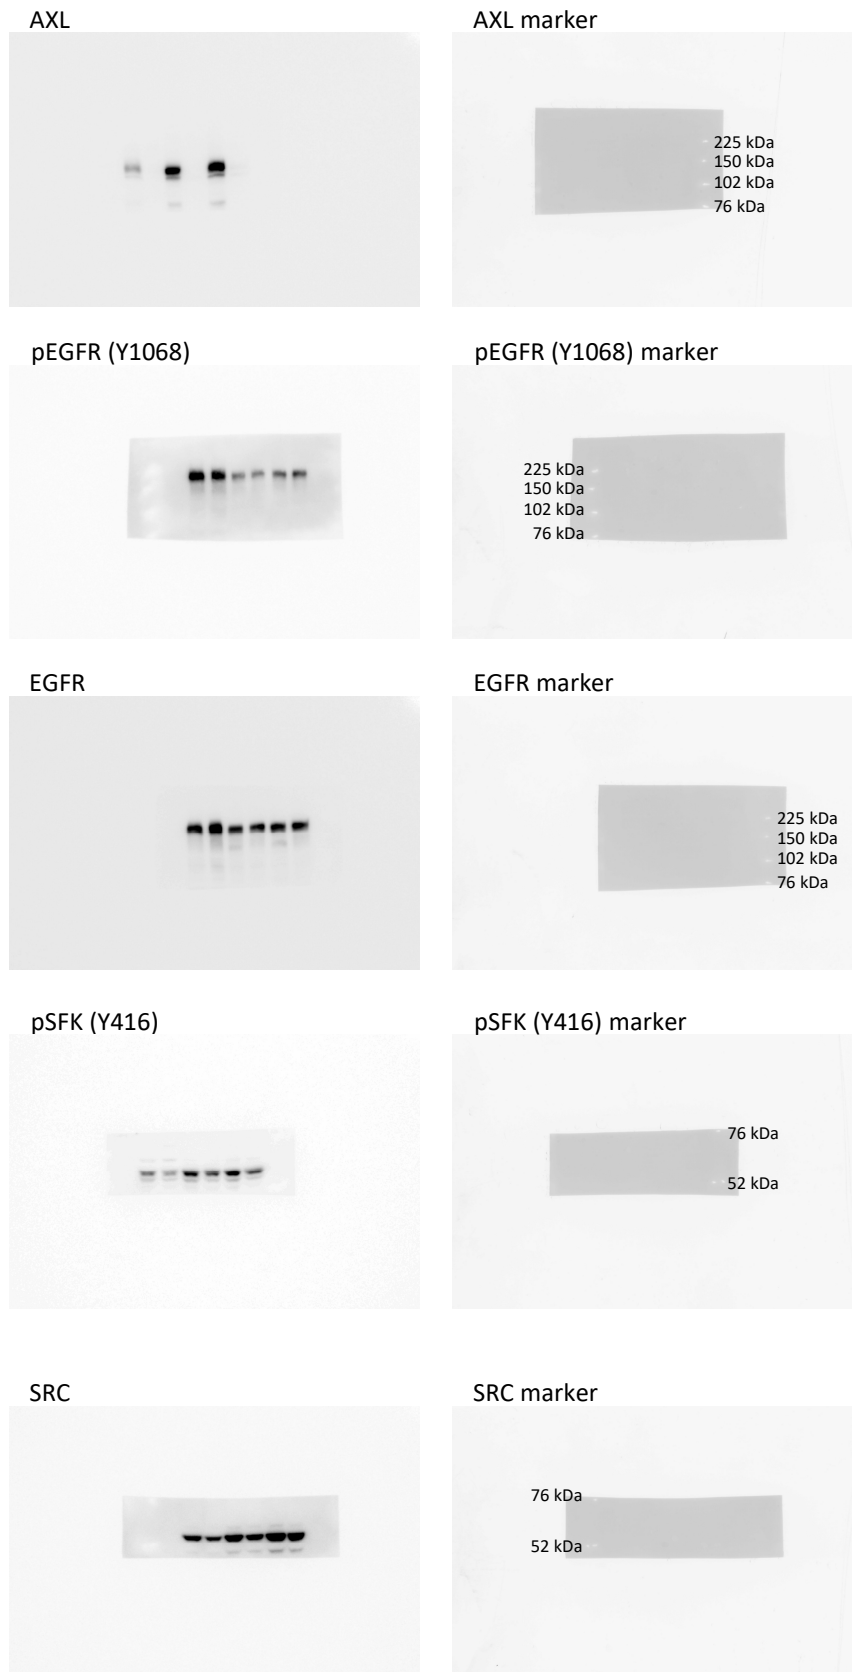 AXL
AXL marker
225 kDa
150 kDa
102 kDa
76 kDa
pEGFR (Y1068)
pEGFR (Y1068) marker
225 kDa
150 kDa
102 kDa
76 kDa
EGFR
EGFR marker
225 kDa
150 kDa
102 kDa
76 kDa
pSFK (Y416)
pSFK (Y416) marker
76 kDa
52 kDa
SRC
SRC marker
76 kDa
52 kDa